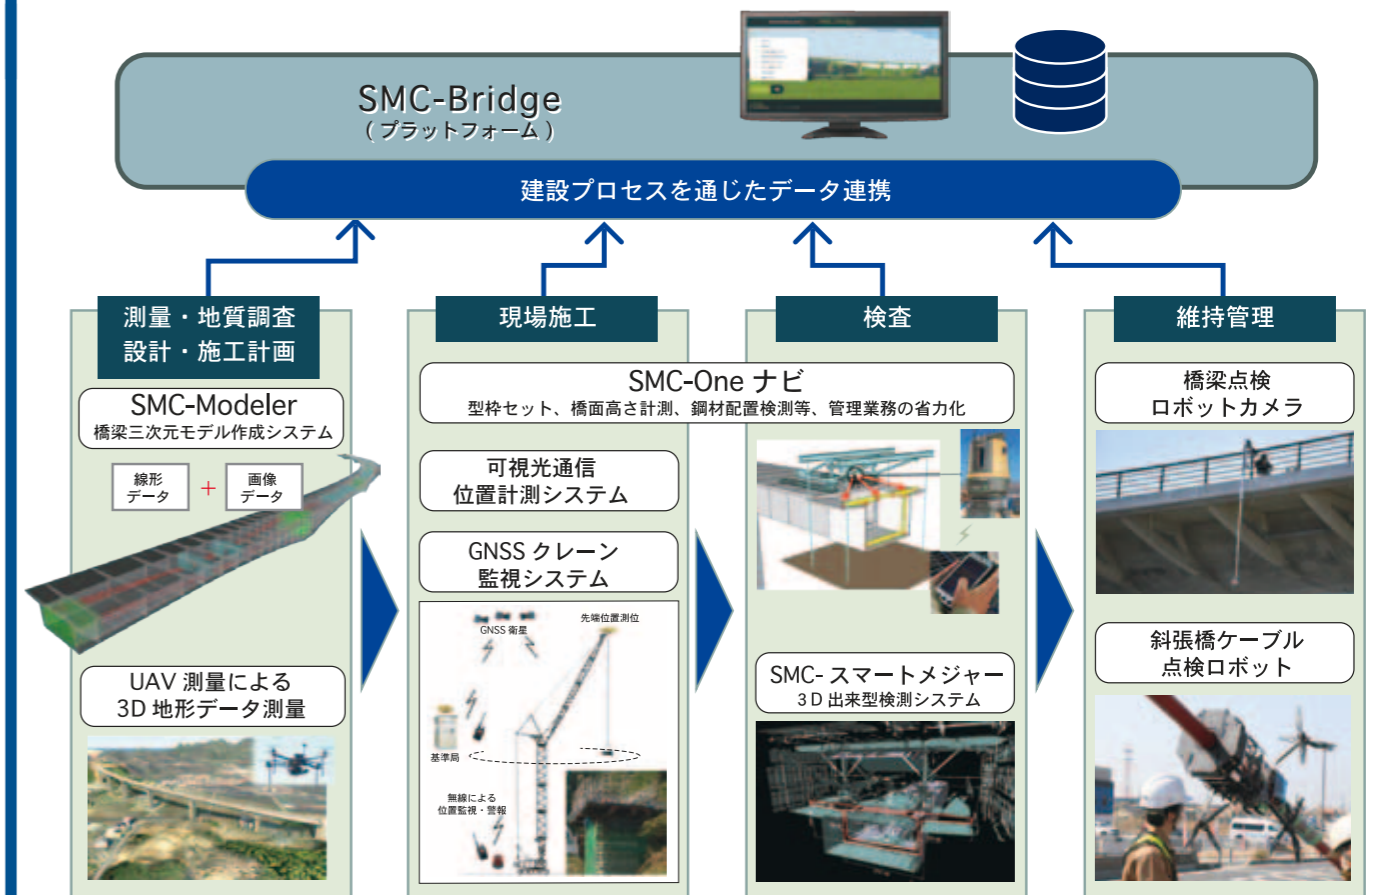 SMC-Bridge
(プラットフォーム)
建設プロセスを通じたデータ連携
測量・地質調査
設計・施工計画
SMC-Modeler
橋梁三次元モデル作成システム
線形
データ
+
画像
データ
UAV 測量による
3D 地形データ測量
現場施工
検査
SMC-One ナビ
型枠セット、橋面高さ計測、鋼材配置検測等、管理業務の省力化
可視光通信
位置計測システム
GNSS クレーン
監視システム
GNSS 衛星
先端位置測位
基準局
無線による
位置監視・警報
SMC-スマートメジャー
3D 出来型検測システム
維持管理
橋梁点検
ロボットカメラ
斜張橋ケーブル
点検ロボット